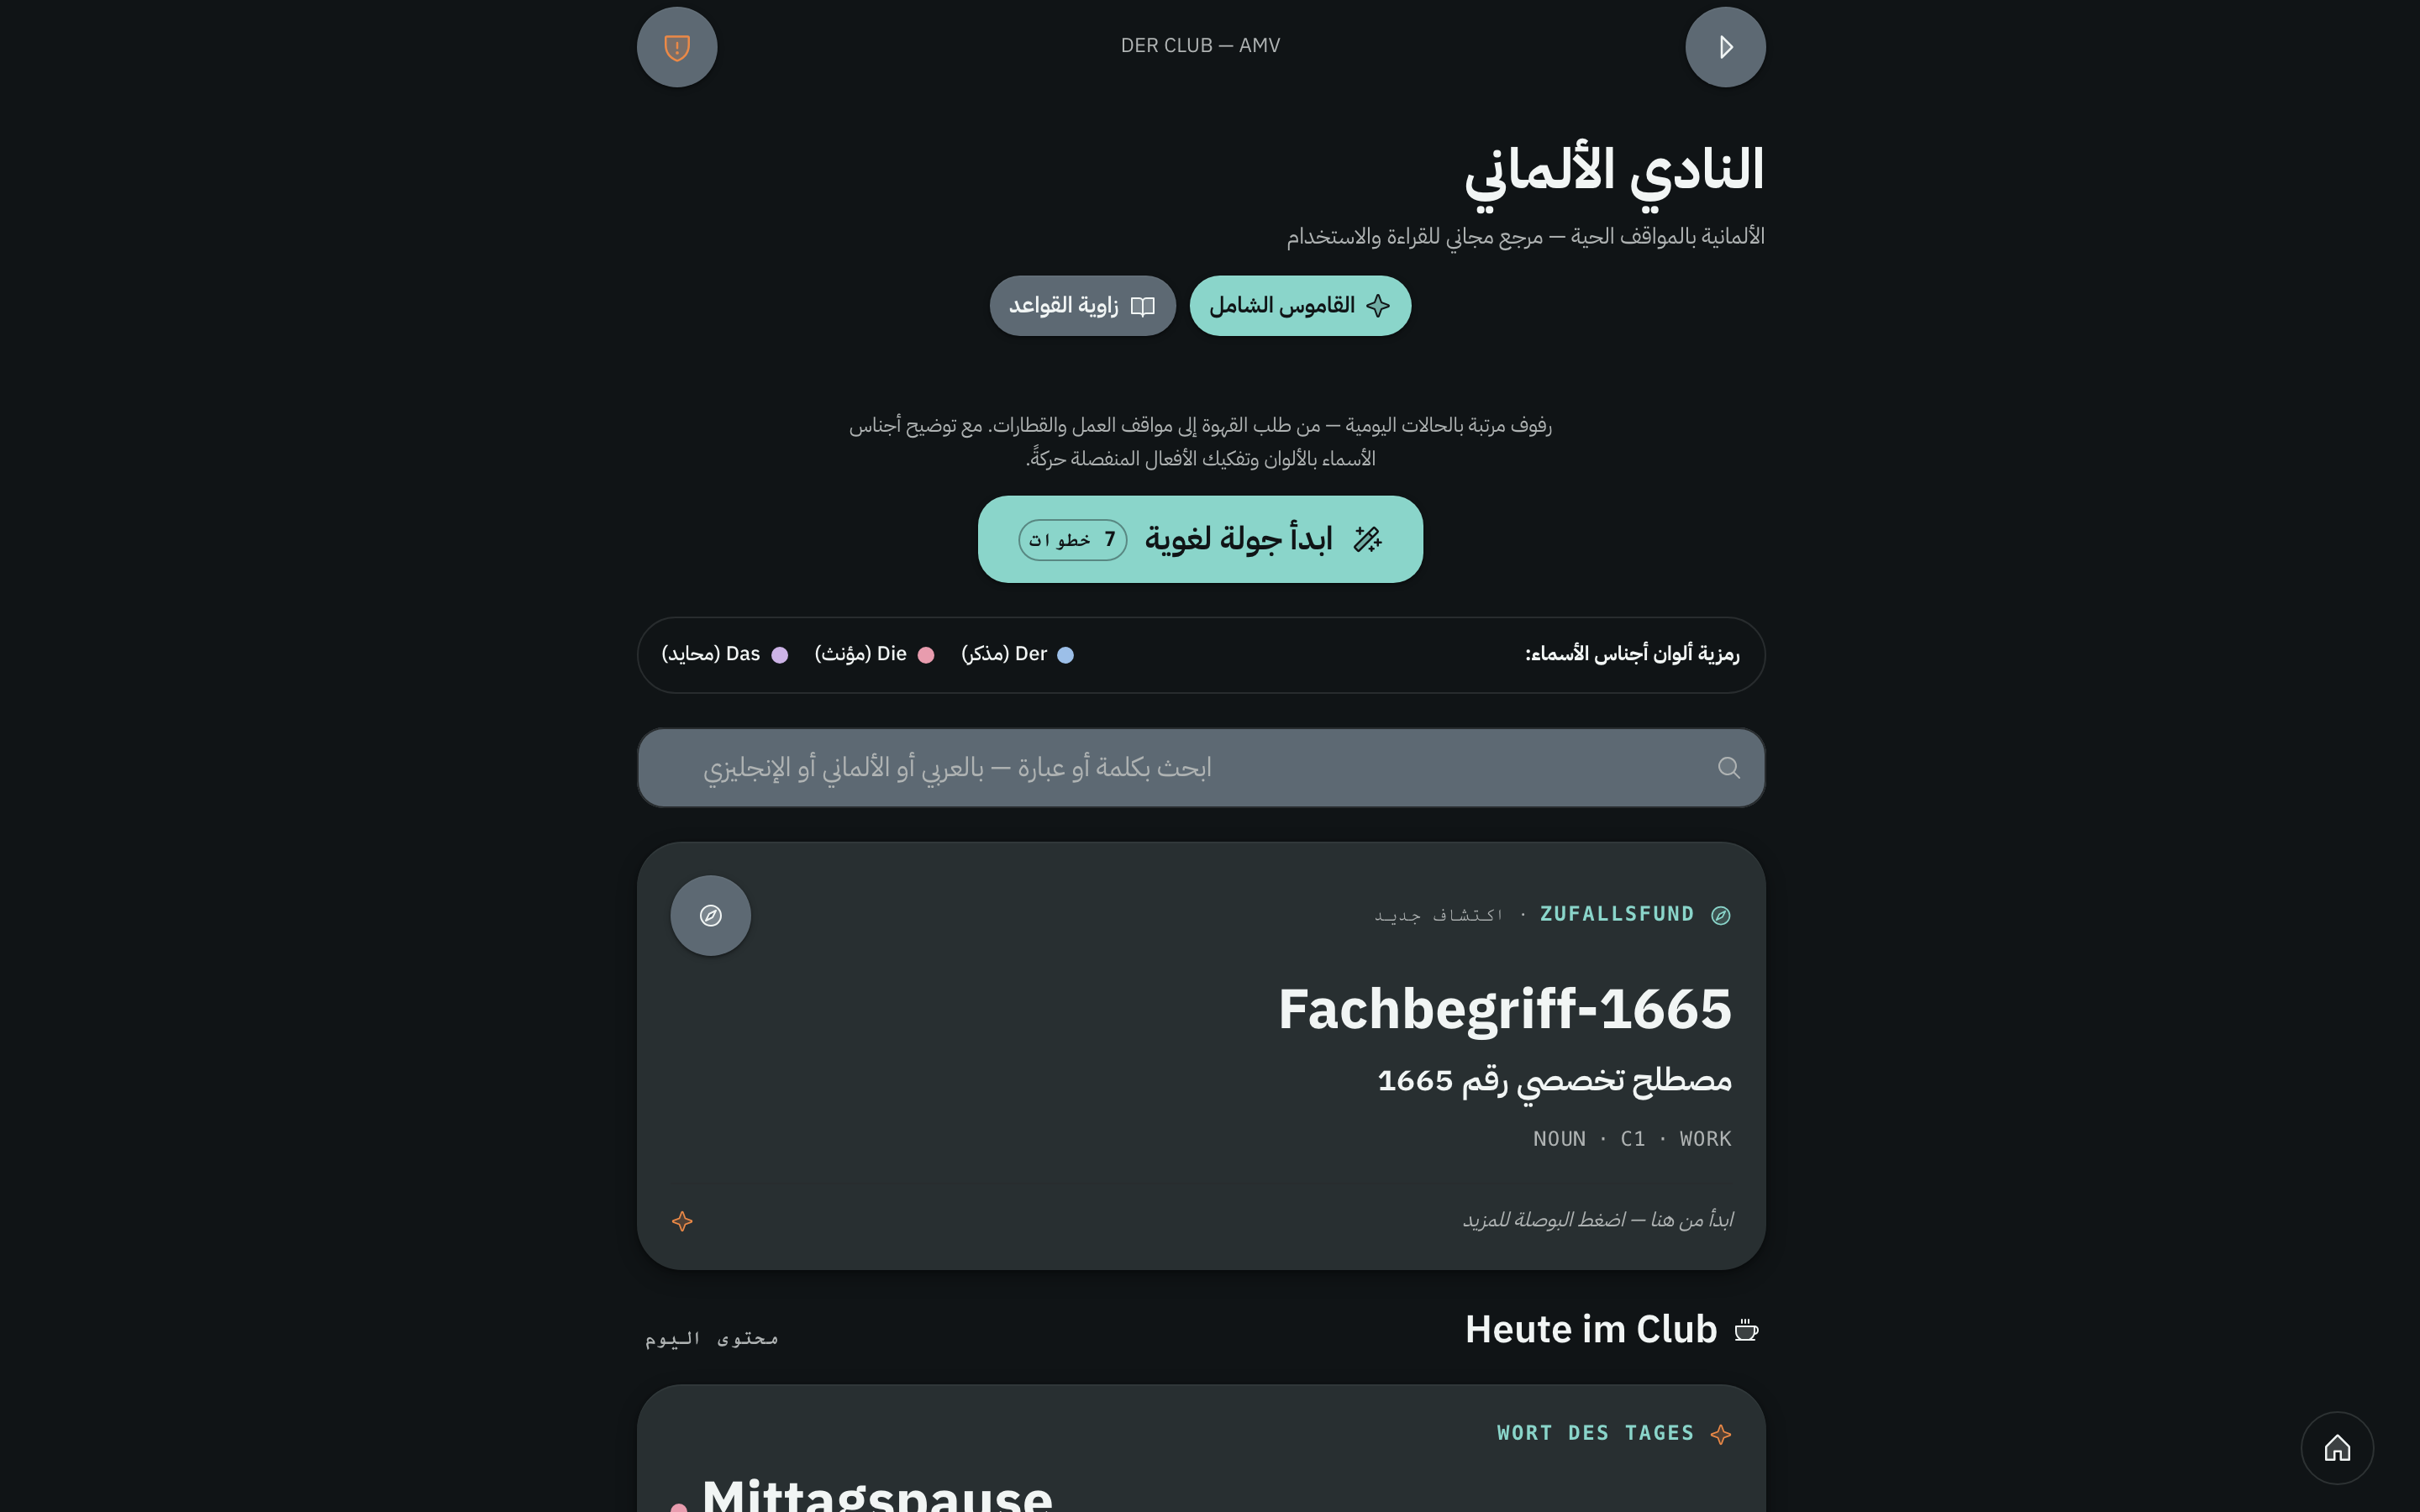 DER CLUB — AMV
النادي الألماني
الألمانية بالمواقف الحية — مرجع مجاني للقراءة والاستخدام
القاموس الشامل
زاوية القواعد
رفوف مرتبة بالحالات اليومية — من طلب القهوة إلى مواقف العمل والقطارات. مع توضيح أجناس
الأسماء بالألوان وتفكيك الأفعال المنفصلة حركةً.
ابدأ جولة لغوية 7 خطوات
رمزية ألوان أجناس الأسماء: Der (مذكر) Die (مؤنث) Das (محايد)
ابحث بكلمة أو عبارة — بالعربي أو الألماني أو الإنجليزي
ZUFALLSFUND · اكتشاف جديد
Fachbegriff-1665
مصطلح تخصصي رقم 1665
NOUN · C1 · WORK
ابدأ من هنا — اضغط البوصلة للمزيد
Heute im Club
محتوى اليوم
WORT DES TAGES
Mittagspause